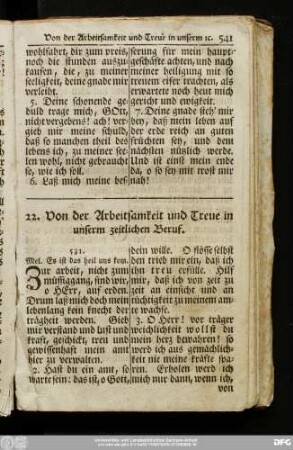 Von der Arbeitsamkeit und Treur in unserm ꝛc. 541
wohlfahrt, dir zum preis,
noch die stunden auszu-
kaufen, die, zu meiner
seeligkeit, deine gnade mir
verleiht.
5. Deine schonende ge-
duld trage mich, GOtt,
nicht vergebens! ach! ver-
gieb mir meine schuld,
daß so manchen theil des
lebens ich, zu meiner see-
len wohl, nicht gebraucht
so, wie ich soll.
6. Laß mich meine bes-
serung für mein haupt-
geschäfte achten, und nach
meiner heiligung mit so
treuem eifer trachten, als
erwartete noch heut mich
gericht und ewigkeit.
7. Deine gnade steh' mir
bey, daß mein leben auf
der erde reich an guten
früchten sey, und dem
nächsten nützlich werde.
Und ist einst mein ende
da, o so sey mit trost mir
nah!
22. Von der Arbeitsamkeit und Treue in
unserm zeitlichen Beruf.
591.
Mel. Es ist das heil uns kom.
Zur arbeit, nicht zum
müssiggang, sind wir,
o HErr, auf erden.
Drum laß mich doch mein
lebenlang kein knecht der
trägheit werden. Gieb
mir verstand und lust und
kraft, geschickt, treu und
gewissenhaft mein amt
hier zu verwalten.
2. Hast du ein amt, so
warte sein: das ist, o Gott,
dein wille. O flösse selbst
den trieb mir ein, daß ich
ihn treu erfülle. Hilf
mir, daß ich von zeit zu
zeit an einsicht und an
tüchtigkeit zu meinem am-
te wachse.
3. O Herr! vor träger
weichlichkeit wollst du
mein herz bewahren! so
werd ich aus gemächlich-
keit nie meine kräfte spa-
ren. Erholen werd ich
mich nur dann, wenn ich,
von